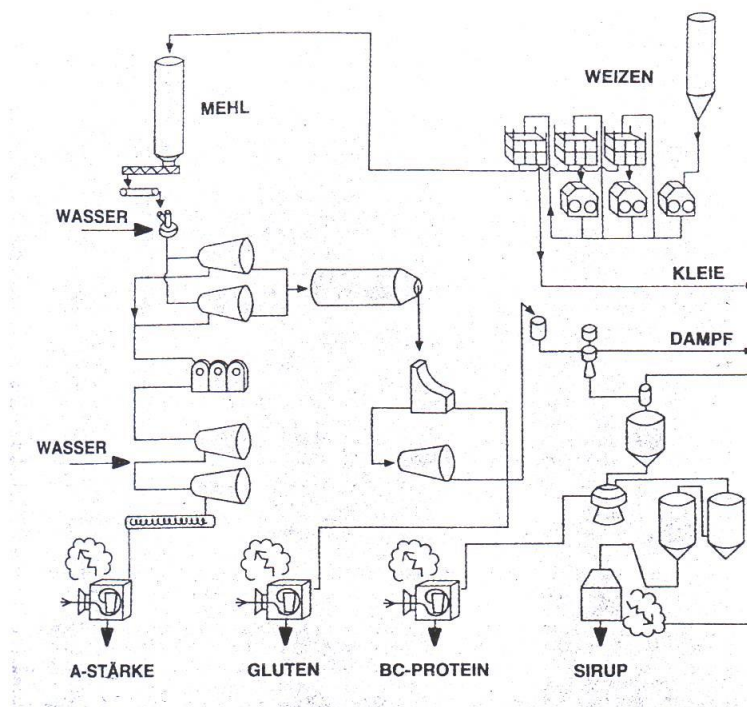 WEIZEN
MEHL
WASSER
KLEIE
DAMPF
WASSER
A-STÄRKE
GLUTEN
BC-PROTEIN
SIRUP